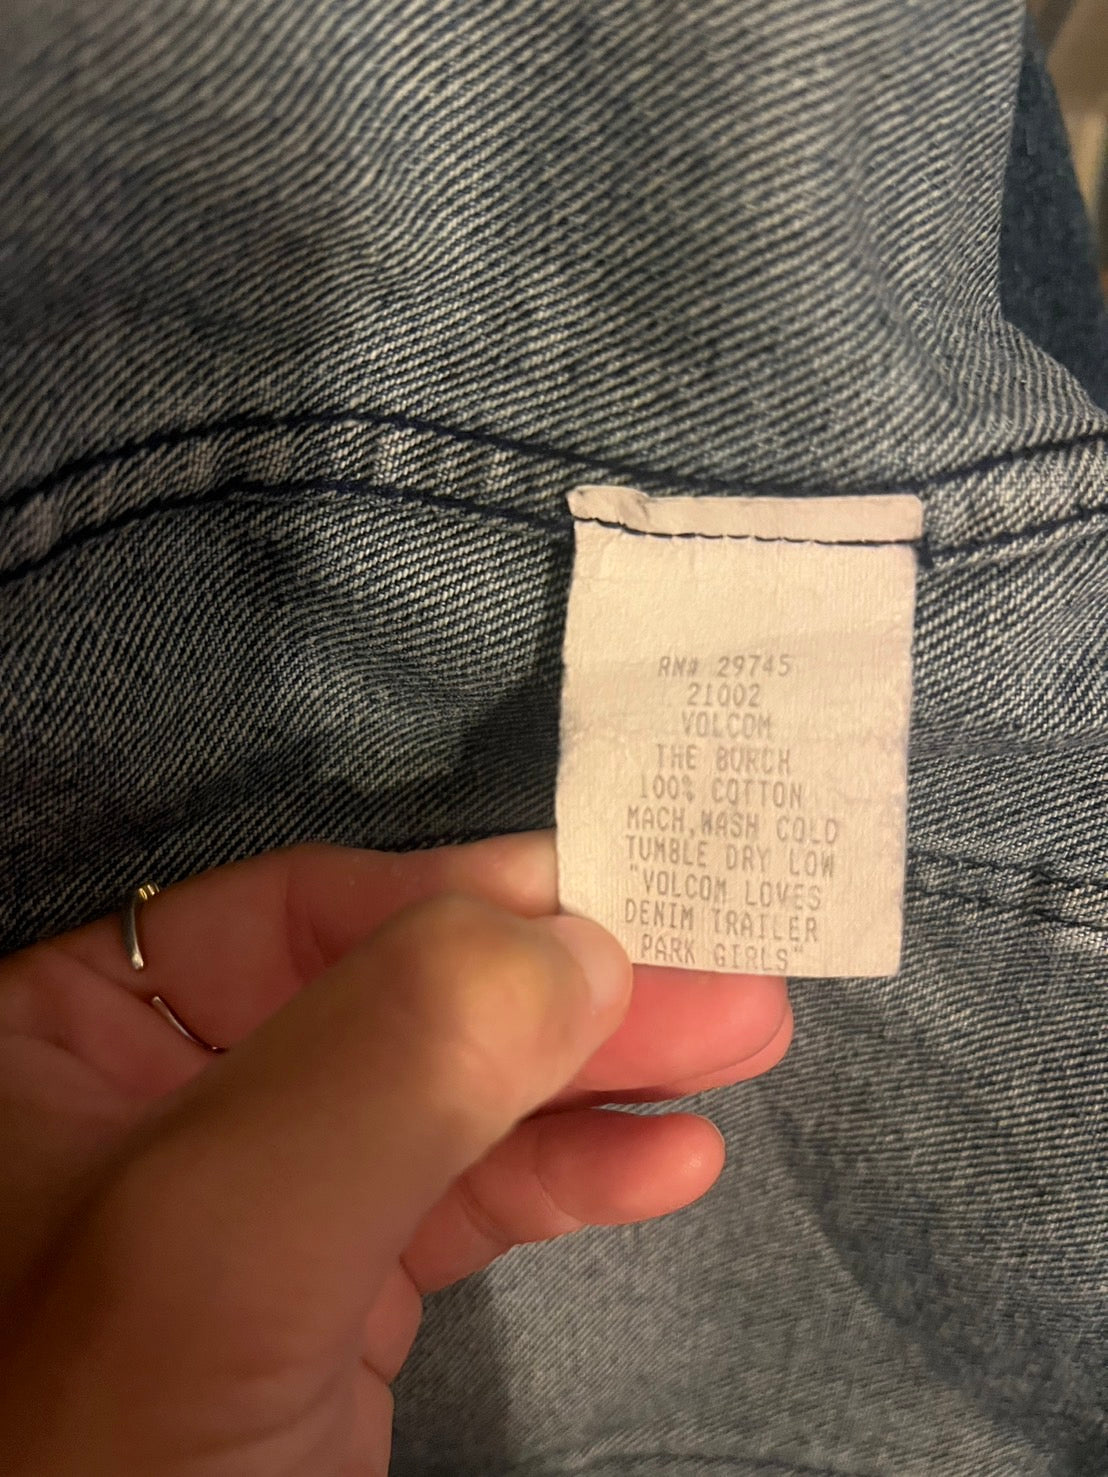 RN# 29745
21002
VOLCOM
THE BURCH
100% COTTON
MACH.WASH COLD
TUMBLE DRY LOW
"VOLCOM LOVES
DENIM TRAILER
PARK GIRLS"